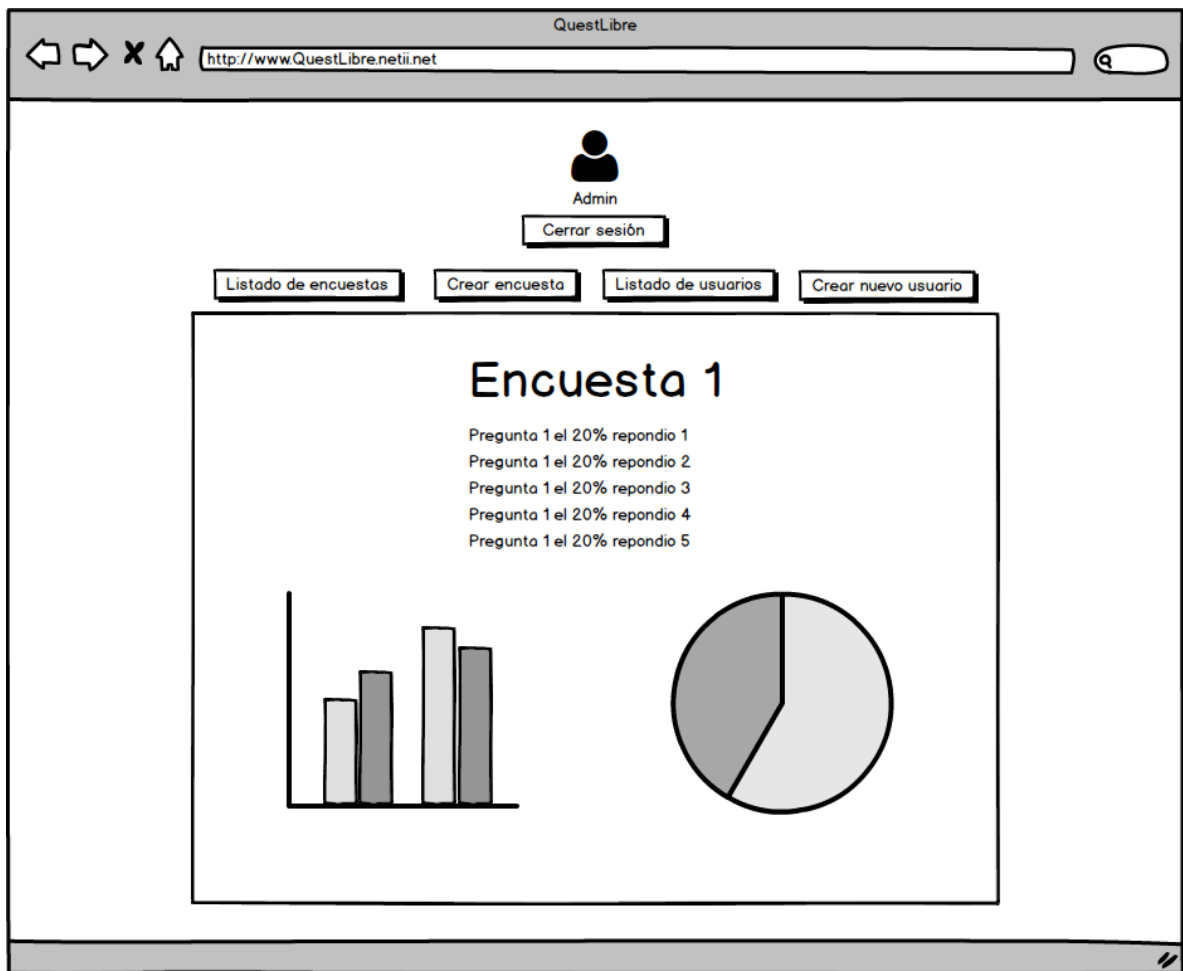 QuestLibre
http://www.QuestLibre.netii.net
Admin
Cerrar sesión
Listado de encuestas Crear encuesta Listado de usuarios Crear nuevo usuario
Encuesta 1
Pregunta 1 el 20% repondio 1
Pregunta 1 el 20% repondio 2
Pregunta 1 el 20% repondio 3
Pregunta 1 el 20% repondio 4
Pregunta 1 el 20% repondio 5